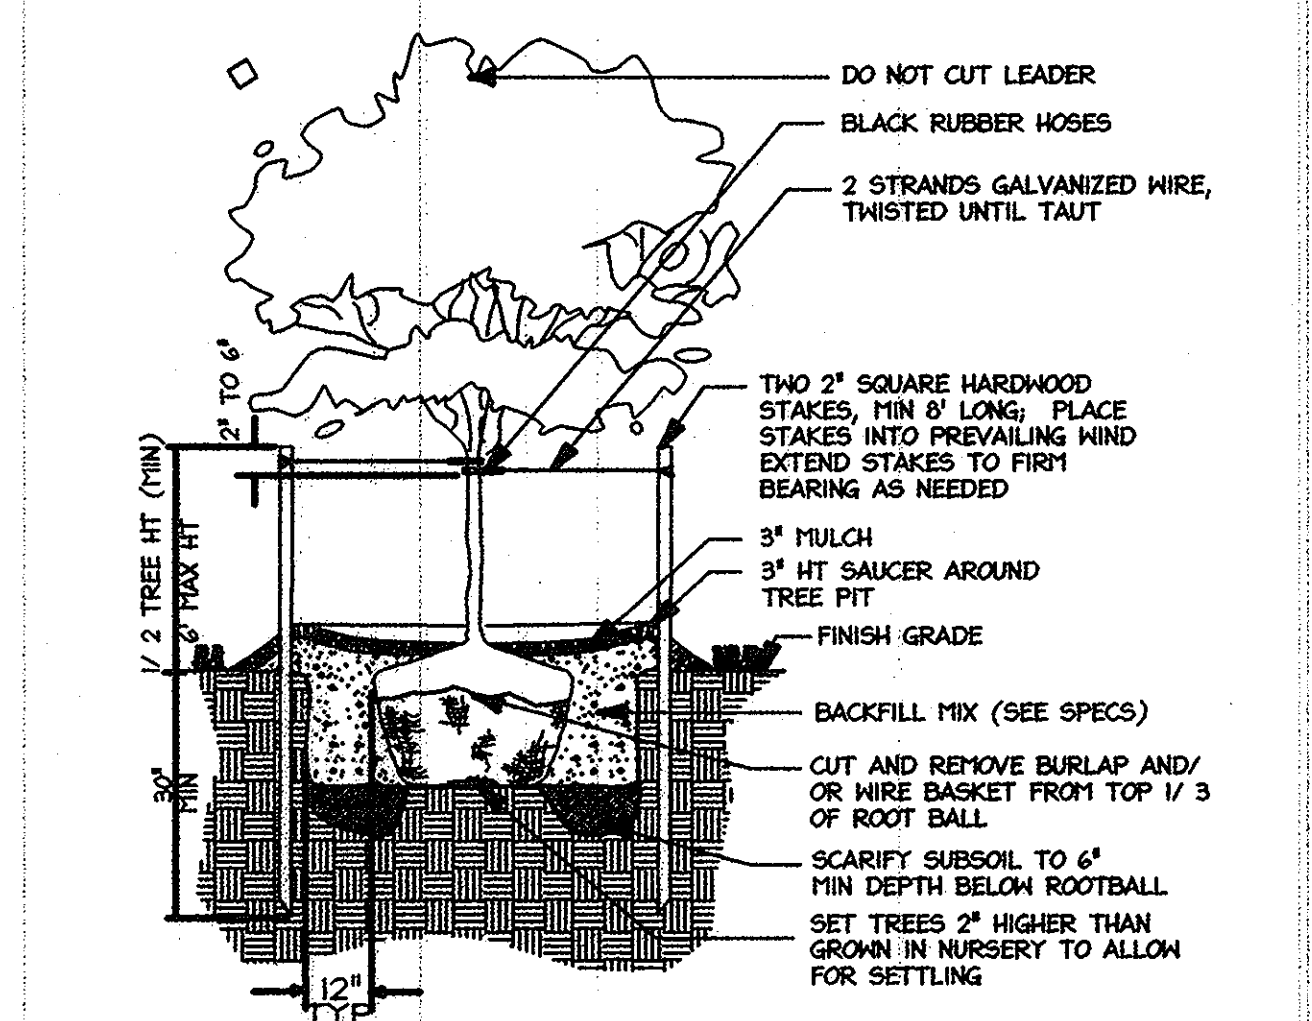 DO NOT CUT LEADER
BLACK RUBBER HOSES
2 STRANDS GALVANIZED WIRE,
TWISTED UNTIL TAUT
2" TO 6"
TWO 2" SQUARE HARDWOOD
STAKES, MIN 8' LONG; PLACE
STAKES INTO PREVAILING WIND
EXTEND STAKES TO FIRM
BEARING AS NEEDED
1/2 TREE HT (MIN)
6' MAX HT
3" MULCH
3" HT SAUCER AROUND
TREE PIT
FINISH GRADE
BACKFILL MIX (SEE SPECS)
30"
MIN
CUT AND REMOVE BURLAP AND/
OR WIRE BASKET FROM TOP 1/3
OF ROOT BALL
SCARIFY SUBSOIL TO 6"
MIN DEPTH BELOW ROOTBALL
SET TREES 2" HIGHER THAN
GROWN IN NURSERY TO ALLOW
FOR SETTLING
12"
TYP